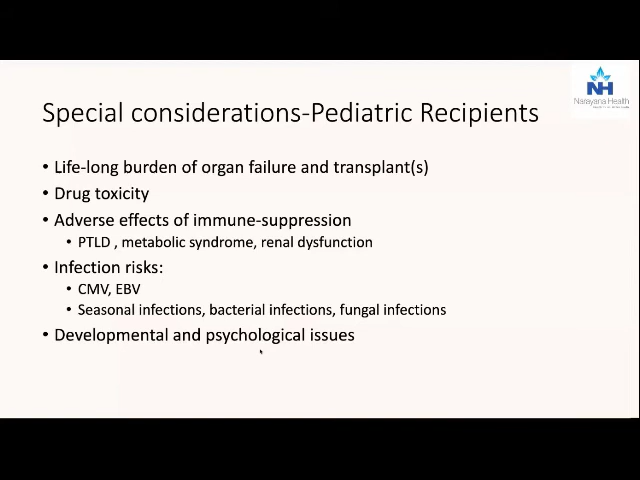 NH
Narayana Health
Special considerations-Pediatric Recipients
• Life-long burden of organ failure and transplant(s)
• Drug toxicity
• Adverse effects of immune-suppression
• PTLD , metabolic syndrome, renal dysfunction
• Infection risks:
• CMV, EBV
• Seasonal infections, bacterial infections, fungal infections
• Developmental and psychological issues